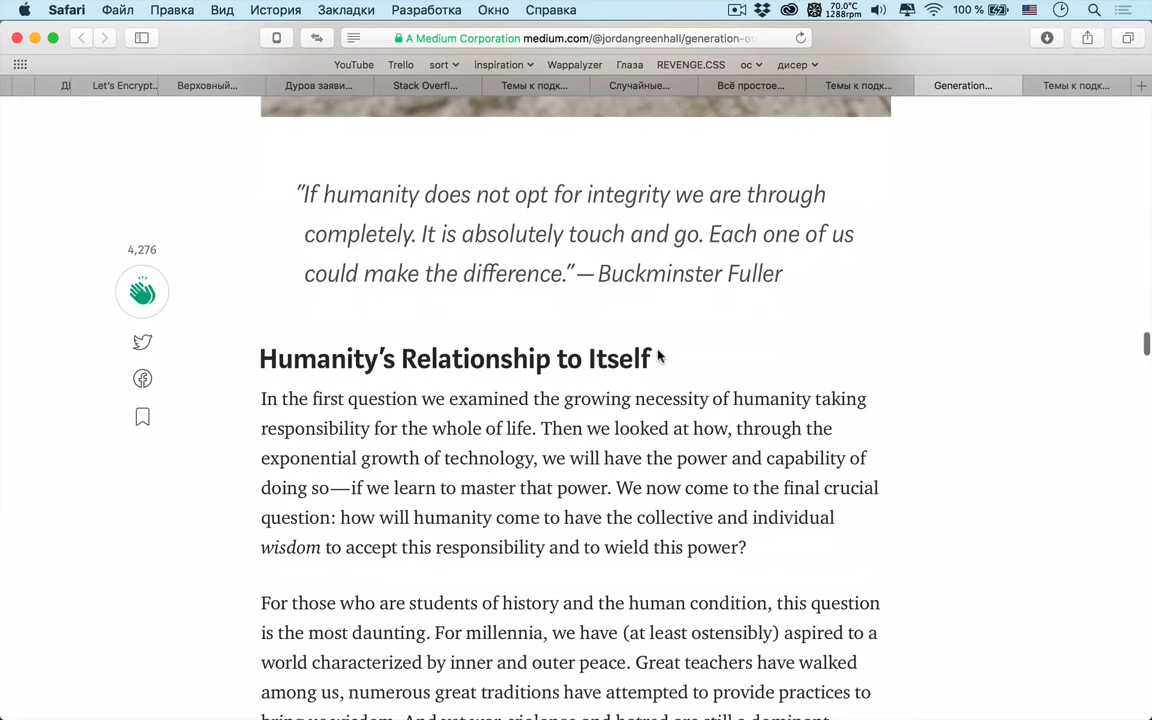 Safari Файл Правка Вид История Закладки Разработка Окно Справка 70.0°C 1288rpm 100 %
A Medium Corporation medium.com/@jordangreenhall/generation-o
YouTube Trello sort inspiration Wappalyzer Глаза REVENGE.CSS ос дисер
Let's Encrypt... Верховный... Дуров заяви... Stack Overfl... Темы к подк... Случайные... Всё простое... Темы к подк... Generation... Темы к подк...
"If humanity does not opt for integrity we are through
completely. It is absolutely touch and go. Each one of us
could make the difference."—Buckminster Fuller
4,276
Humanity's Relationship to Itself
In the first question we examined the growing necessity of humanity taking
responsibility for the whole of life. Then we looked at how, through the
exponential growth of technology, we will have the power and capability of
doing so—if we learn to master that power. We now come to the final crucial
question: how will humanity come to have the collective and individual
wisdom to accept this responsibility and to wield this power?
For those who are students of history and the human condition, this question
is the most daunting. For millennia, we have (at least ostensibly) aspired to a
world characterized by inner and outer peace. Great teachers have walked
among us, numerous great traditions have attempted to provide practices to